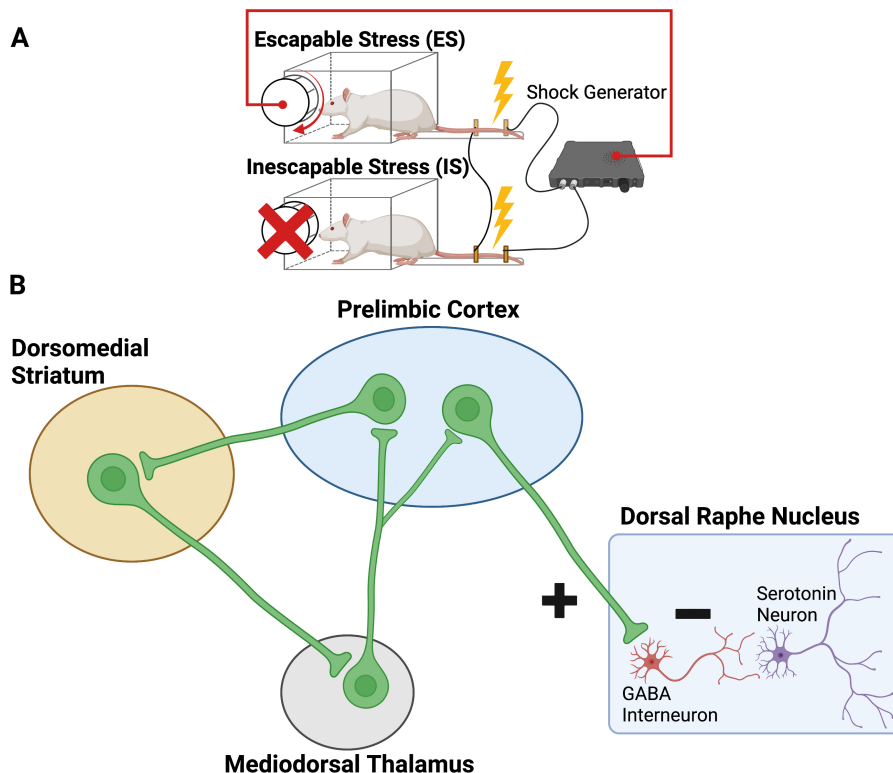 A
Escapable Stress (ES)
Shock Generator
Inescapable Stress (IS)
B
Prelimbic Cortex
Dorsomedial
Striatum
Dorsal Raphe Nucleus
+
Serotonin
Neuron
GABA
Interneuron
Mediodorsal Thalamus